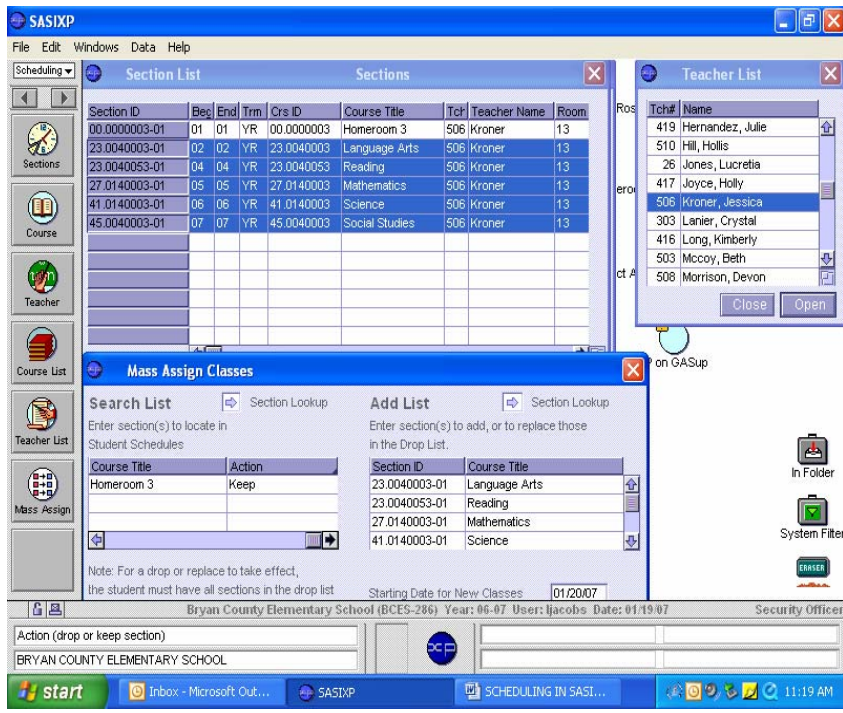 SASIXP
File Edit Windows Data Help
Scheduling
Sections
Course
Teacher
Course List
Teacher List
Mass Assign
Section List Sections
Section ID Beg End Trm Crs ID Course Title Tch Teacher Name Room
00.0000003-01 01 01 YR 00.0000003 Homeroom 3 506 Kroner 13
23.0040003-01 02 02 YR 23.0040003 Language Arts 506 Kroner 13
23.0040053-01 04 04 YR 23.0040053 Reading 506 Kroner 13
27.0140003-01 05 05 YR 27.0140003 Mathematics 506 Kroner 13
41.0140003-01 06 06 YR 41.0140003 Science 506 Kroner 13
45.0040003-01 07 07 YR 45.0040003 Social Studies 506 Kroner 13
Ros
ero
ct A
Teacher List
Tch# Name
419 Hernandez, Julie
510 Hill, Hollis
26 Jones, Lucretia
417 Joyce, Holly
506 Kroner, Jessica
303 Lanier, Crystal
416 Long, Kimberly
503 Mccoy, Beth
508 Morrison, Devon
Close Open
on GASup
In Folder
System Filter
ERASER
Mass Assign Classes
Search List Section Lookup
Enter section(s) to locate in
Student Schedules
Course Title Action
Homeroom 3 Keep
Note: For a drop or replace to take effect,
the student must have all sections in the drop list
Add List Section Lookup
Enter section(s) to add, or to replace those
in the Drop List.
Section ID Course Title
23.0040003-01 Language Arts
23.0040053-01 Reading
27.0140003-01 Mathematics
41.0140003-01 Science
Starting Date for New Classes 01/20/07
Bryan County Elementary School (BCES-286) Year: 06-07 User: ljacobs Date: 01/19/07 Security Officer
Action (drop or keep section)
BRYAN COUNTY ELEMENTARY SCHOOL
xp
start Inbox - Microsoft Out... SASIXP SCHEDULING IN SASI... 11:19 AM